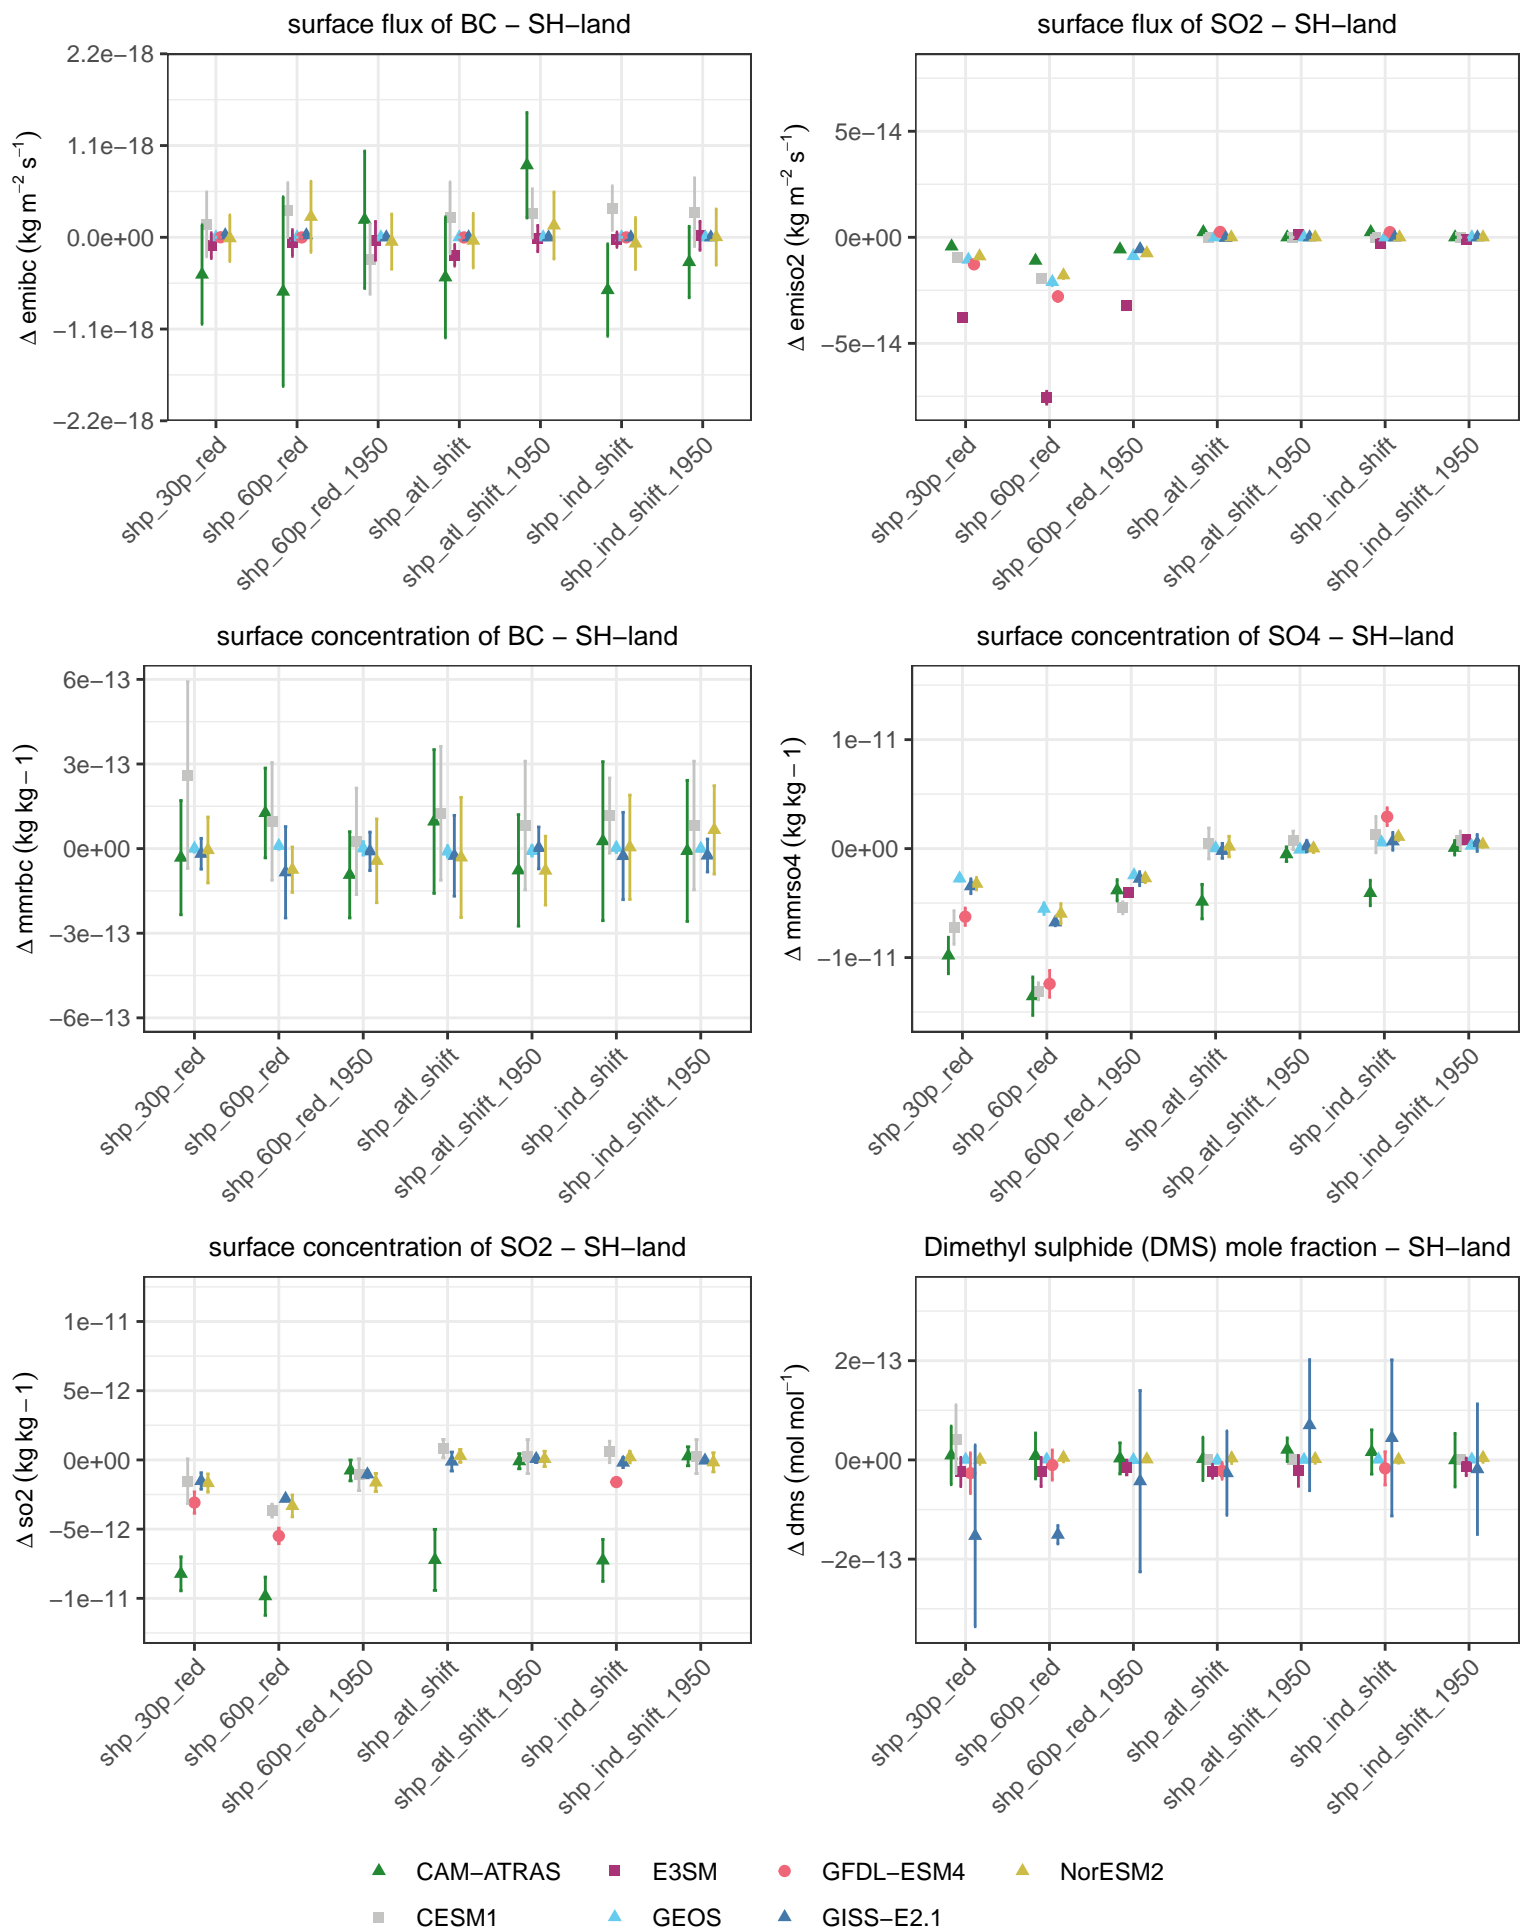 surface flux of BC − SH−land
Δ emibc (kg m⁻² s⁻¹)
2.2e−18
1.1e−18
0.0e+00
−1.1e−18
−2.2e−18
shp_30p_red
shp_60p_red
shp_60p_red_1950
shp_atl_shift
shp_atl_shift_1950
shp_ind_shift
shp_ind_shift_1950
surface flux of SO2 − SH−land
Δ emiso2 (kg m⁻² s⁻¹)
5e−14
0e+00
−5e−14
shp_30p_red
shp_60p_red
shp_60p_red_1950
shp_atl_shift
shp_atl_shift_1950
shp_ind_shift
shp_ind_shift_1950
surface concentration of BC − SH−land
Δ mmrbc (kg kg − 1)
6e−13
3e−13
0e+00
−3e−13
−6e−13
shp_30p_red
shp_60p_red
shp_60p_red_1950
shp_atl_shift
shp_atl_shift_1950
shp_ind_shift
shp_ind_shift_1950
surface concentration of SO4 − SH−land
Δ mmrso4 (kg kg − 1)
1e−11
0e+00
−1e−11
shp_30p_red
shp_60p_red
shp_60p_red_1950
shp_atl_shift
shp_atl_shift_1950
shp_ind_shift
shp_ind_shift_1950
surface concentration of SO2 − SH−land
Δ so2 (kg kg − 1)
1e−11
5e−12
0e+00
−5e−12
−1e−11
shp_30p_red
shp_60p_red
shp_60p_red_1950
shp_atl_shift
shp_atl_shift_1950
shp_ind_shift
shp_ind_shift_1950
Dimethyl sulphide (DMS) mole fraction − SH−land
Δ dms (mol mol⁻¹)
2e−13
0e+00
−2e−13
shp_30p_red
shp_60p_red
shp_60p_red_1950
shp_atl_shift
shp_atl_shift_1950
shp_ind_shift
shp_ind_shift_1950
CAM−ATRAS E3SM GFDL−ESM4 NorESM2
CESM1 GEOS GISS−E2.1